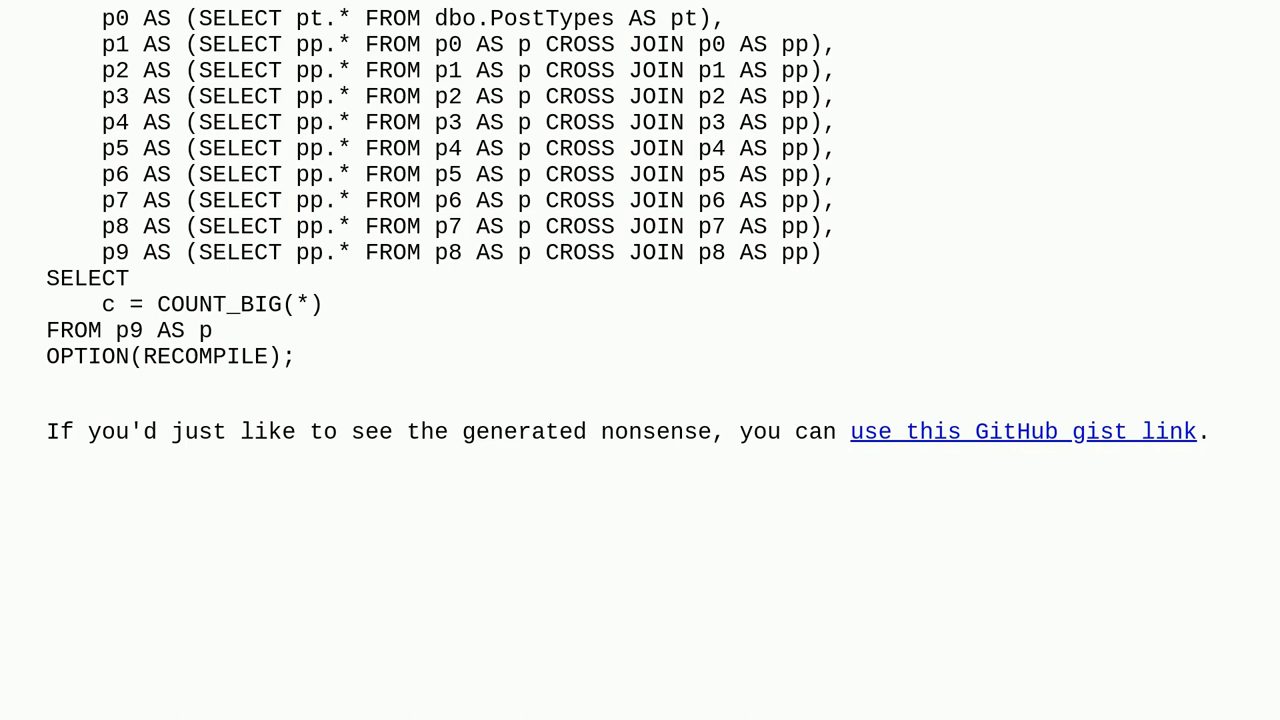 p0 AS (SELECT pt.* FROM dbo.PostTypes AS pt),
p1 AS (SELECT pp.* FROM p0 AS p CROSS JOIN p0 AS pp),
p2 AS (SELECT pp.* FROM p1 AS p CROSS JOIN p1 AS pp),
p3 AS (SELECT pp.* FROM p2 AS p CROSS JOIN p2 AS pp),
p4 AS (SELECT pp.* FROM p3 AS p CROSS JOIN p3 AS pp),
p5 AS (SELECT pp.* FROM p4 AS p CROSS JOIN p4 AS pp),
p6 AS (SELECT pp.* FROM p5 AS p CROSS JOIN p5 AS pp),
p7 AS (SELECT pp.* FROM p6 AS p CROSS JOIN p6 AS pp),
p8 AS (SELECT pp.* FROM p7 AS p CROSS JOIN p7 AS pp),
p9 AS (SELECT pp.* FROM p8 AS p CROSS JOIN p8 AS pp)
SELECT
c = COUNT_BIG(*)
FROM p9 AS p
OPTION(RECOMPILE);
If you'd just like to see the generated nonsense, you can use this GitHub gist link.